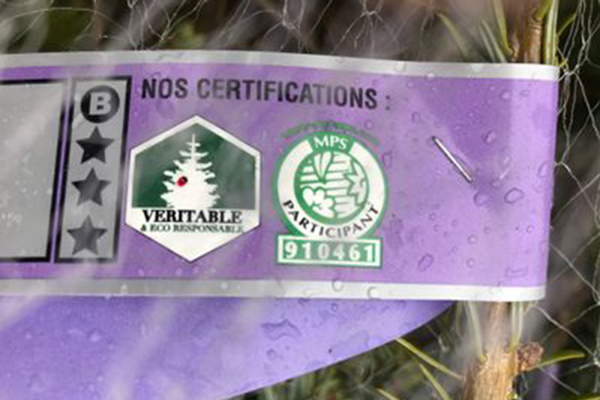 B
NOS CERTIFICATIONS :
VERITABLE
& ECO RESPONSABLE
MPS
PARTICIPANT
910461